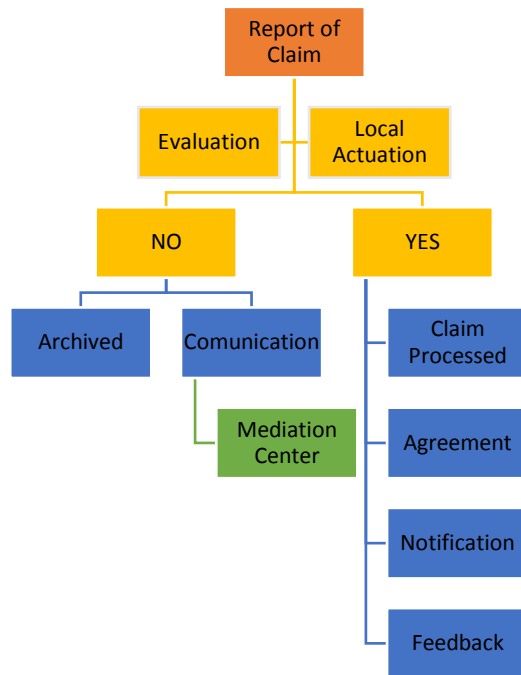 Report of
Claim
Evaluation
Local
Actuation
NO
YES
Archived
Comunication
Claim
Processed
Mediation
Center
Agreement
Notification
Feedback